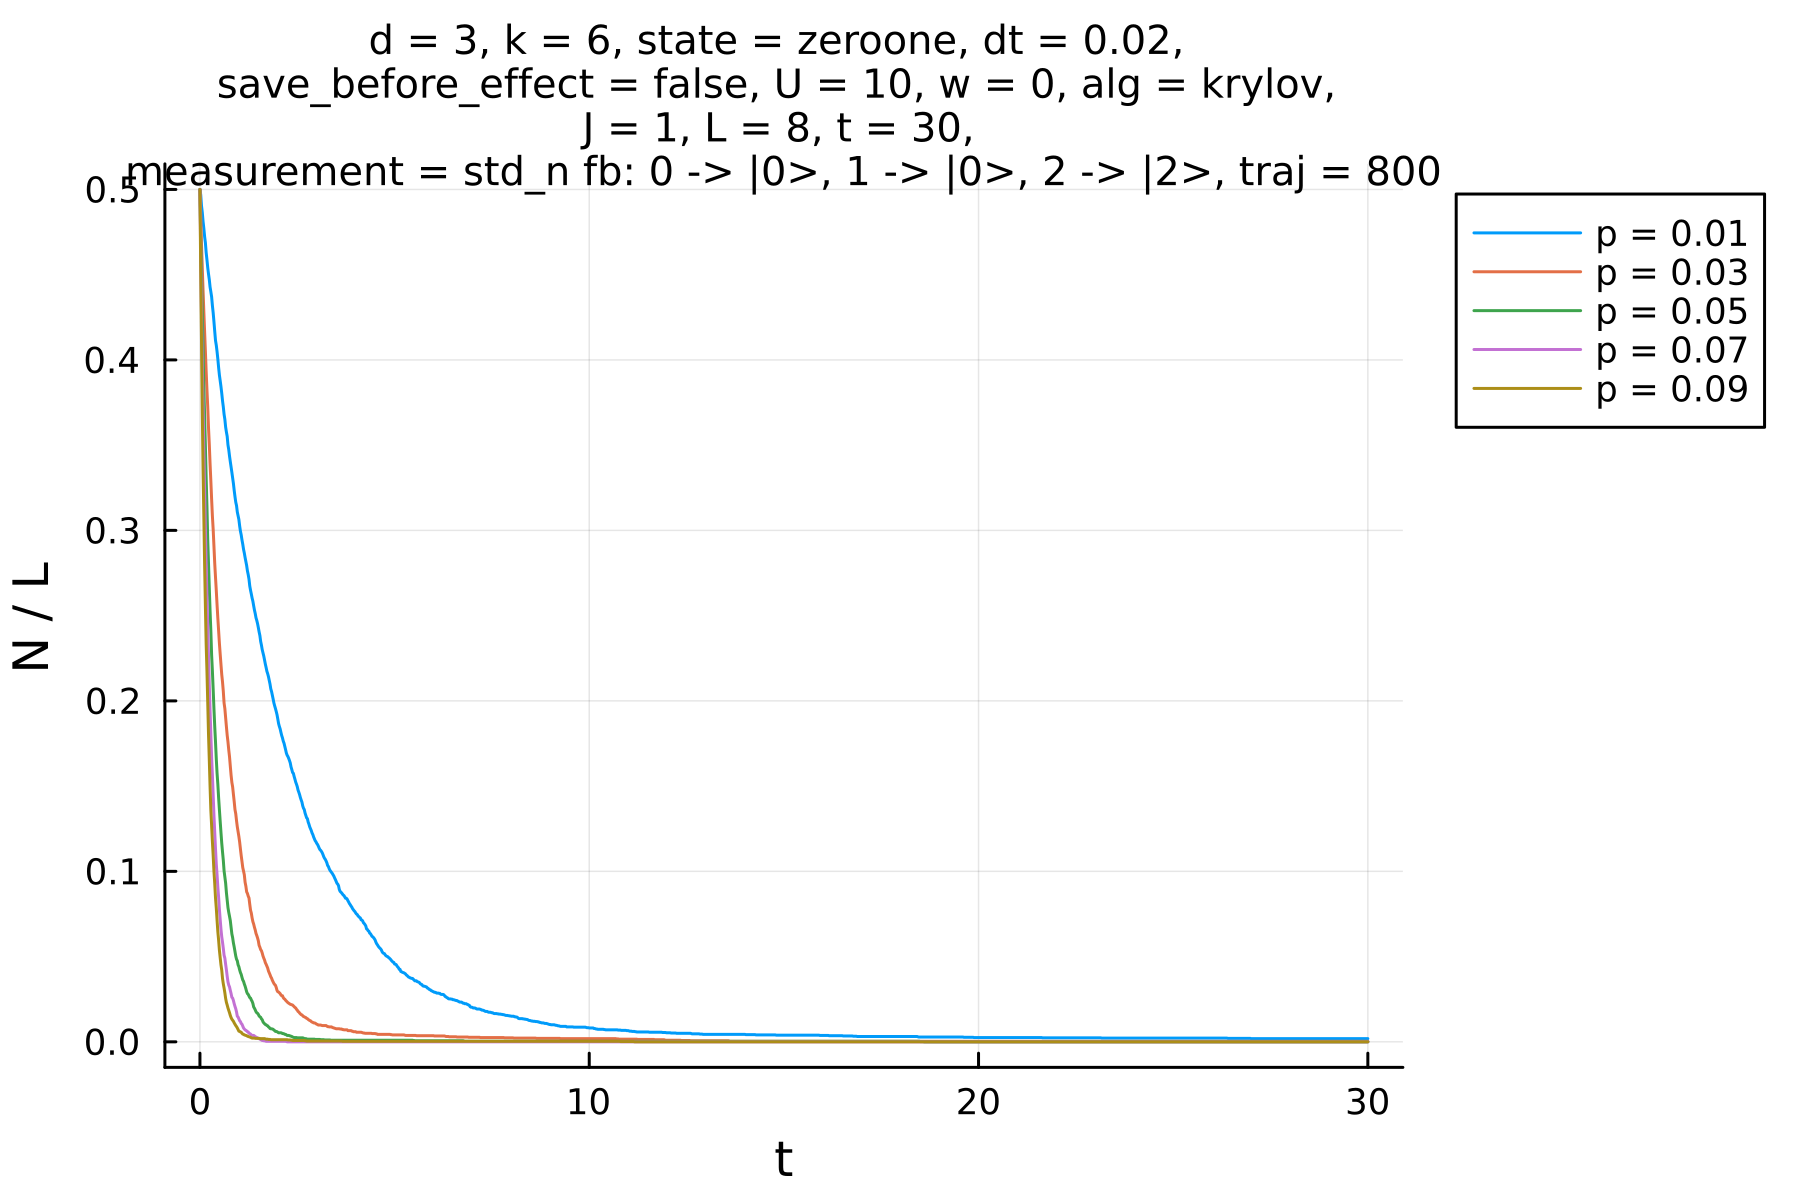 d = 3, k = 6, state = zeroone, dt = 0.02,
save_before_effect = false, U = 10, w = 0, alg = krylov,
J = 1, L = 8, t = 30,
measurement = std_n fb: 0 -> |0>, 1 -> |0>, 2 -> |2>, traj = 800
0.5
0.4
0.3
0.2
0.1
0.0
N / L
0
10
20
30
t
p = 0.01
p = 0.03
p = 0.05
p = 0.07
p = 0.09